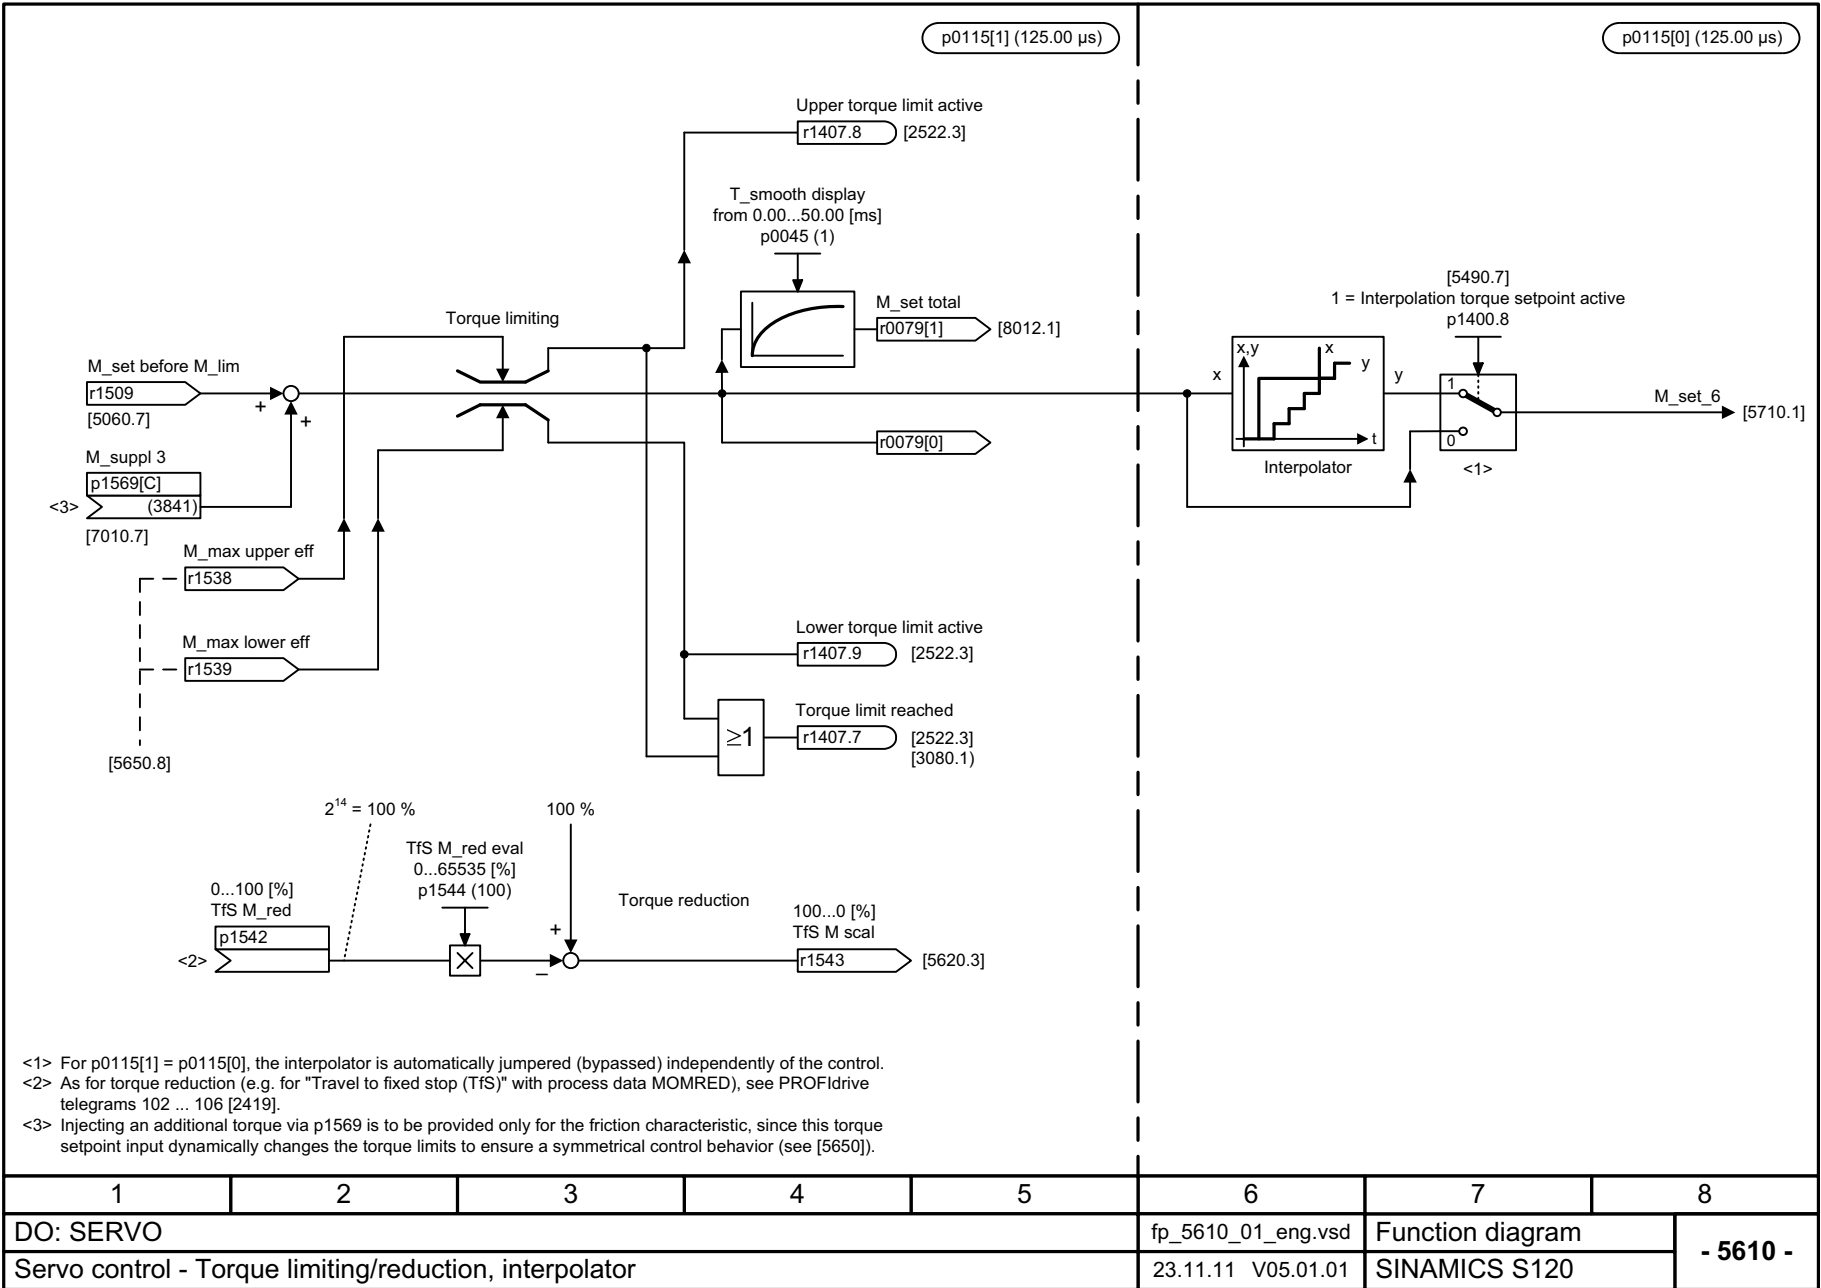 p0115[1] (125.00 µs)
p0115[0] (125.00 µs)
Upper torque limit active
r1407.8
[2522.3]
T_smooth display
from 0.00...50.00 [ms]
p0045 (1)
M_set total
r0079[1]
[8012.1]
Torque limiting
M_set before M_lim
r1509
[5060.7]
+
+
M_suppl 3
p1569[C]
<3>
(3841)
[7010.7]
r0079[0]
[5490.7]
1 = Interpolation torque setpoint active
p1400.8
x
x,y
x
y
t
y
1
0
Interpolator
<1>
M_set_6
[5710.1]
M_max upper eff
r1538
M_max lower eff
r1539
[5650.8]
Lower torque limit active
r1407.9
[2522.3]
Torque limit reached
≥1
r1407.7
[2522.3]
[3080.1)
2^14 = 100 %
100 %
TfS M_red eval
0...65535 [%]
p1544 (100)
0...100 [%]
TfS M_red
p1542
<2>
×
+
–
Torque reduction
100...0 [%]
TfS M scal
r1543
[5620.3]
<1> For p0115[1] = p0115[0], the interpolator is automatically jumpered (bypassed) independently of the control.
<2> As for torque reduction (e.g. for "Travel to fixed stop (TfS)" with process data MOMRED), see PROFIdrive
telegrams 102 ... 106 [2419].
<3> Injecting an additional torque via p1569 is to be provided only for the friction characteristic, since this torque
setpoint input dynamically changes the torque limits to ensure a symmetrical control behavior (see [5650]).
1 2 3 4 5 6 7 8
DO: SERVO
fp_5610_01_eng.vsd
Function diagram
- 5610 -
Servo control - Torque limiting/reduction, interpolator
23.11.11 V05.01.01
SINAMICS S120